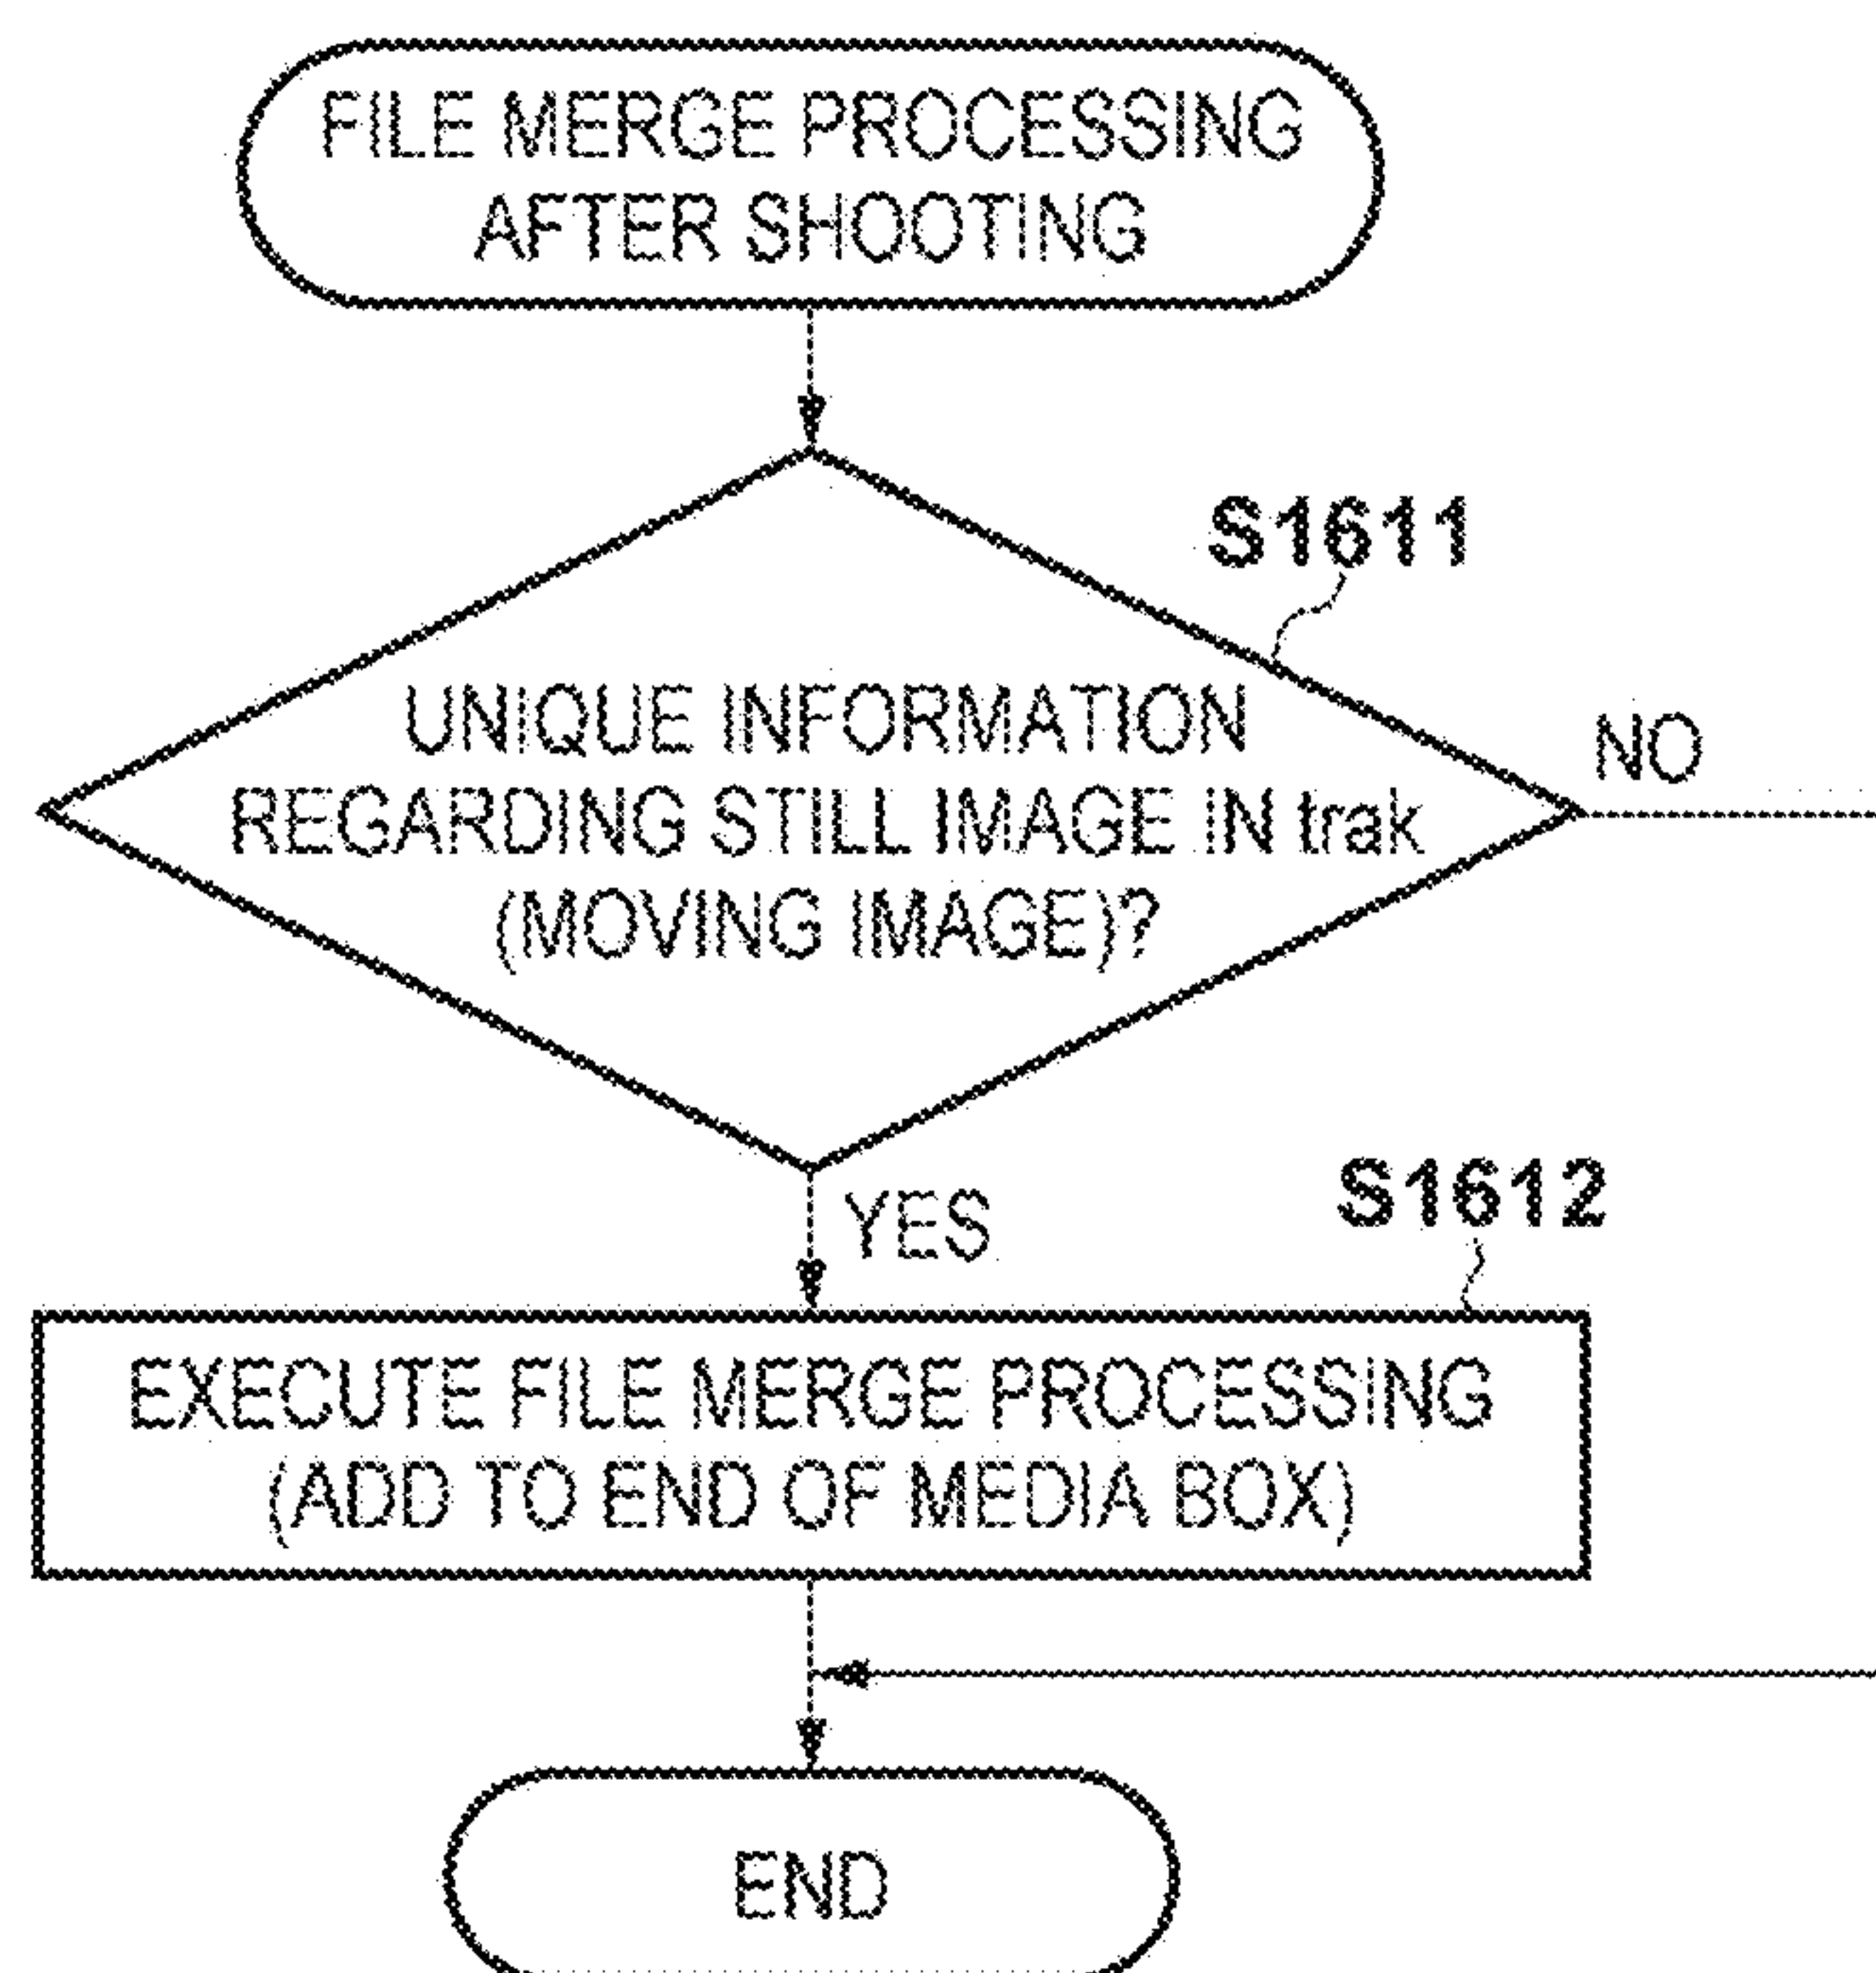 FILE MERGE PROCESSING
AFTER SHOOTING
S1611
UNIQUE INFORMATION
REGARDING STILL IMAGE IN trak
(MOVING IMAGE)?
NO
YES
S1612
EXECUTE FILE MERGE PROCESSING
(ADD TO END OF MEDIA BOX)
END